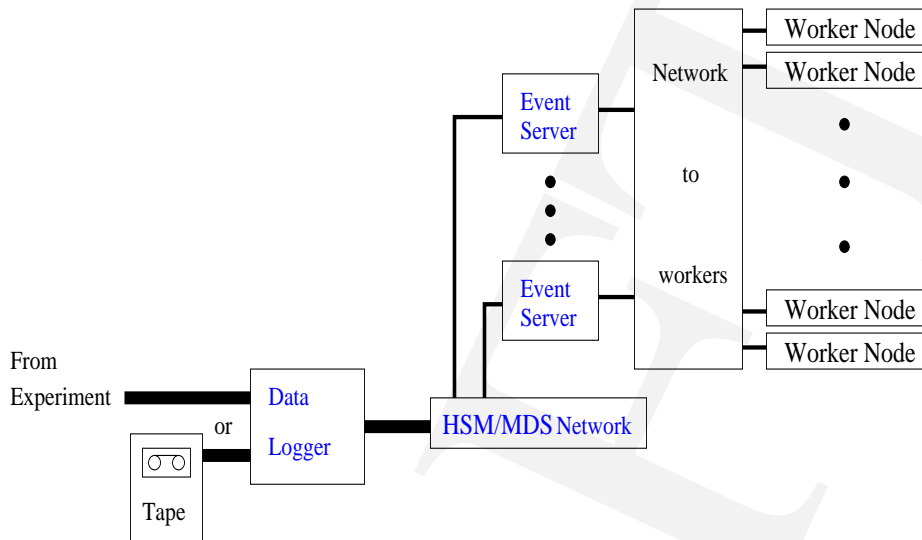 Worker Node
Worker Node
Network
to
workers
Event
Server
Event
Server
Worker Node
Worker Node
From
Experiment
or
Data
Logger
HSM/MDS Network
Tape